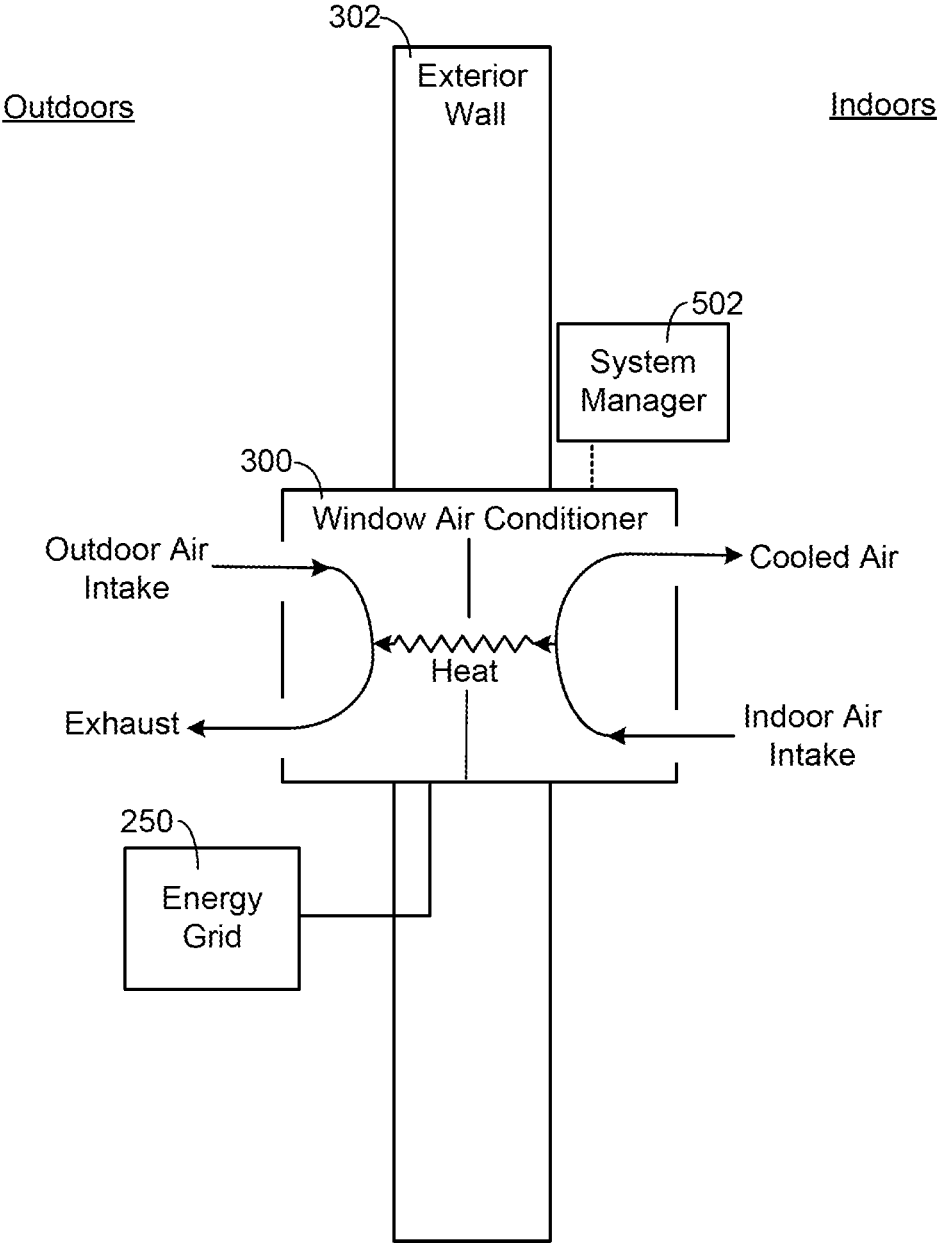 302
Exterior
Wall
Outdoors
Indoors
502
System
Manager
300
Window Air Conditioner
Outdoor Air
Intake
Cooled Air
Heat
Exhaust
Indoor Air
Intake
250
Energy
Grid